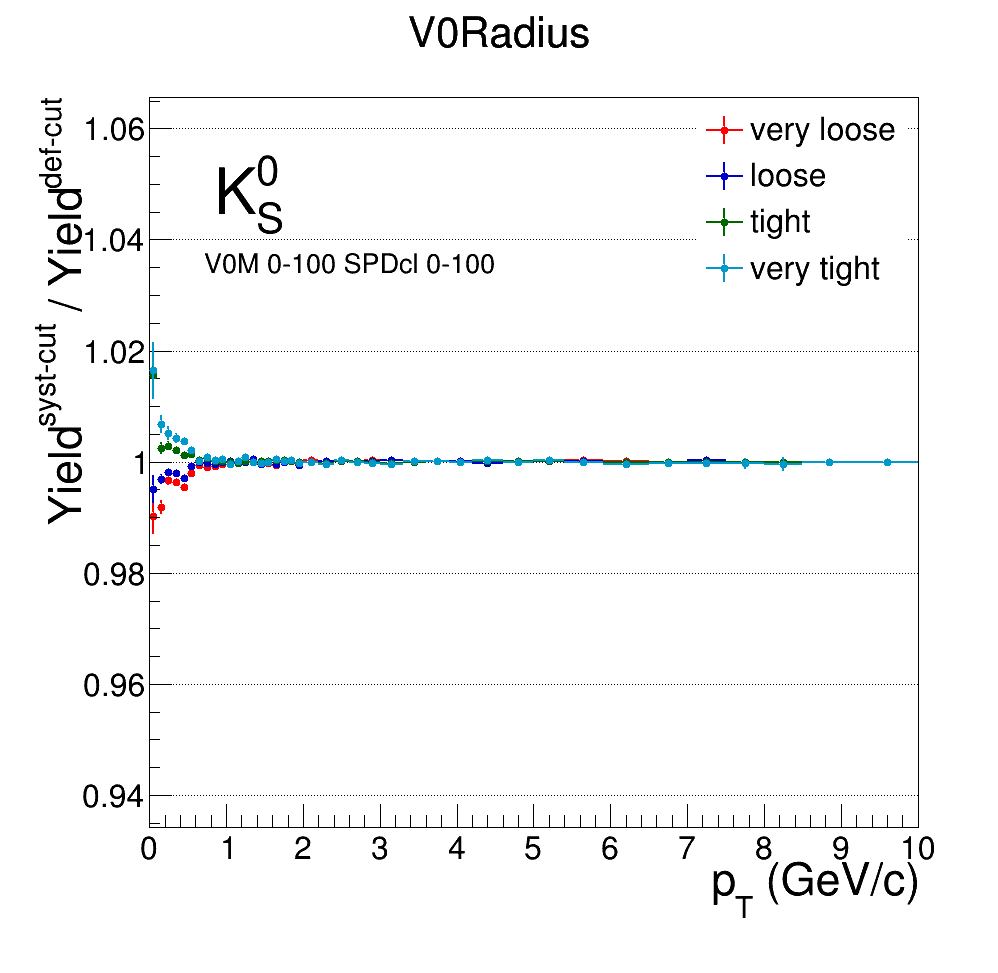 V0Radius
Yield^syst-cut / Yield^def-cut
1.06
1.04
1.02
1
0.98
0.96
0.94
K^0_S
V0M 0-100 SPDcl 0-100
very loose
loose
tight
very tight
0 1 2 3 4 5 6 7 8 9 10
p_T (GeV/c)